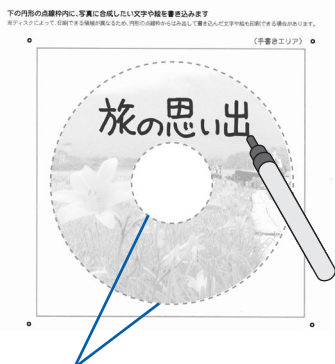 下の円形の点線枠内に、写真に合成したい文字や絵を書き込みます
※ディスクによって、印刷できる領域が異なるため、円形の点線枠からはみ出して書き込んだ文字や絵も印刷できる場合があります。
(手書きエリア)
旅の思い出